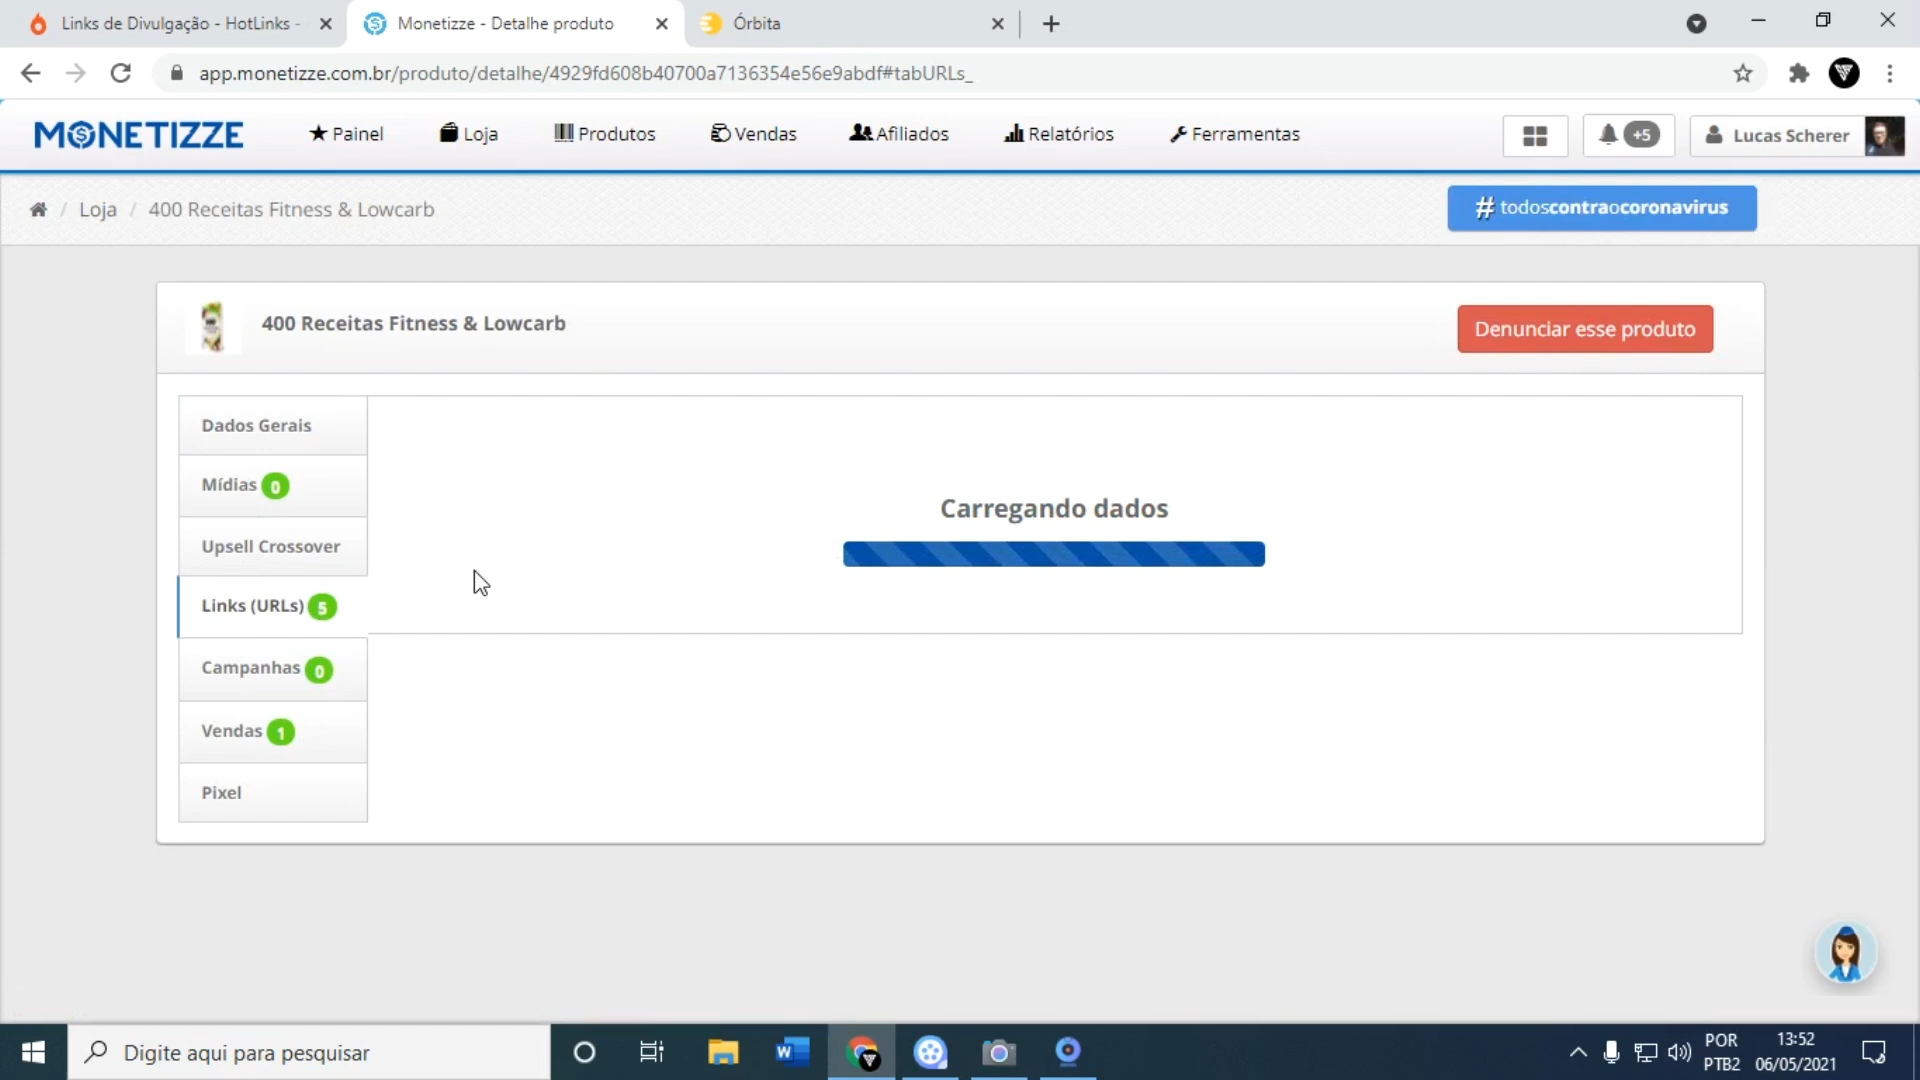 Links de Divulgação - HotLinks -
Monetizze - Detalhe produto
Órbita
app.monetizze.com.br/produto/detalhe/4929fd608b40700a7136354e56e9abdf#tabURLs_
MONETIZZE
Painel
Loja
Produtos
Vendas
Afiliados
Relatórios
Ferramentas
+5
Lucas Scherer
/ Loja / 400 Receitas Fitness & Lowcarb
# todoscontraocoronavirus
400 Receitas Fitness & Lowcarb
Denunciar esse produto
Dados Gerais
Mídias 0
Upsell Crossover
Links (URLs) 5
Campanhas 0
Vendas 1
Pixel
Carregando dados
Digite aqui para pesquisar
POR
PTB2
13:52
06/05/2021